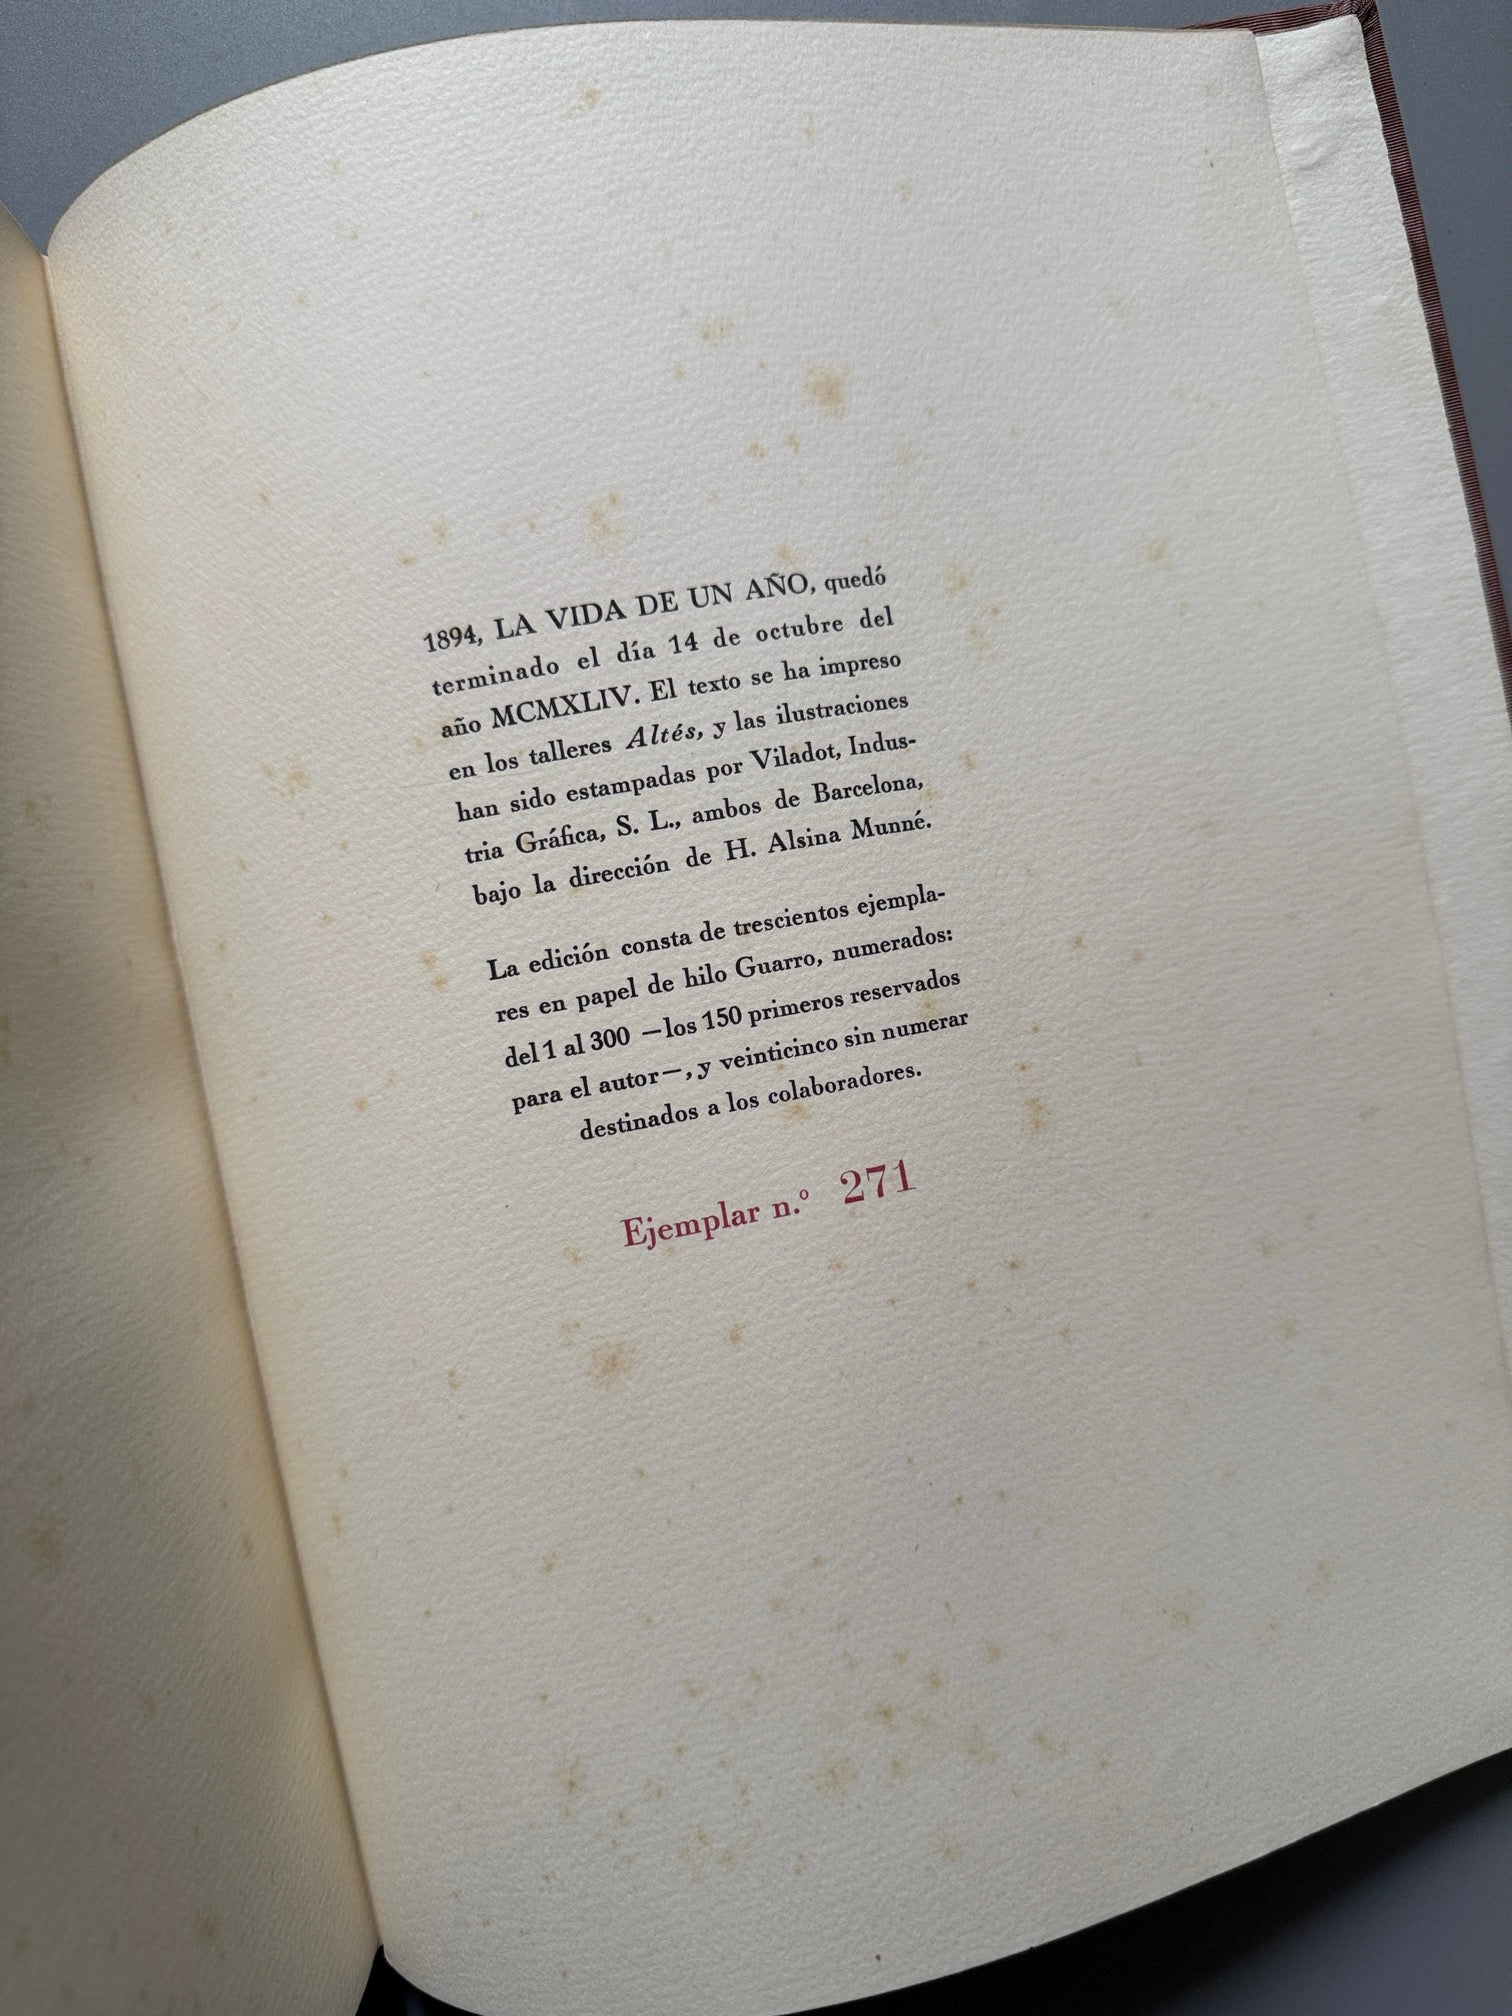 1894, LA VIDA DE UN AÑO, quedó
terminado el día 14 de octubre del
año MCMXLIV. El texto se ha impreso
en los talleres Altés, y las ilustraciones
han sido estampadas por Viladot, Indus-
tria Gráfica, S. L., ambos de Barcelona,
bajo la dirección de H. Alsina Munné.
La edición consta de trescientos ejempla-
res en papel de hilo Guarro, numerados:
del 1 al 300 —los 150 primeros reservados
para el autor—, y veinticinco sin numerar
destinados a los colaboradores.
Ejemplar n.º 271